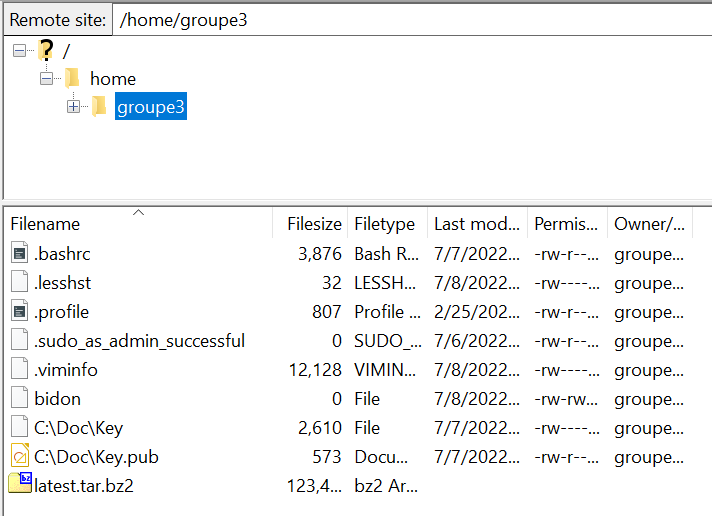 Remote site: /home/groupe3
/
home
groupe3
Filename Filesize Filetype Last mod... Permis... Owner/...
.bashrc 3,876 Bash R... 7/7/2022... -rw-r--... groupe...
.lesshst 32 LESSH... 7/8/2022... -rw----... groupe...
.profile 807 Profile ... 2/25/202... -rw-r--... groupe...
.sudo_as_admin_successful 0 SUDO_... 7/6/2022... -rw-r--... groupe...
.viminfo 12,128 VIMIN... 7/8/2022... -rw----... groupe...
bidon 0 File 7/8/2022... -rw-rw... groupe...
C:\Doc\Key 2,610 File 7/7/2022... -rw----... groupe...
C:\Doc\Key.pub 573 Docu... 7/7/2022... -rw-r--... groupe...
latest.tar.bz2 123,4... bz2 Ar...